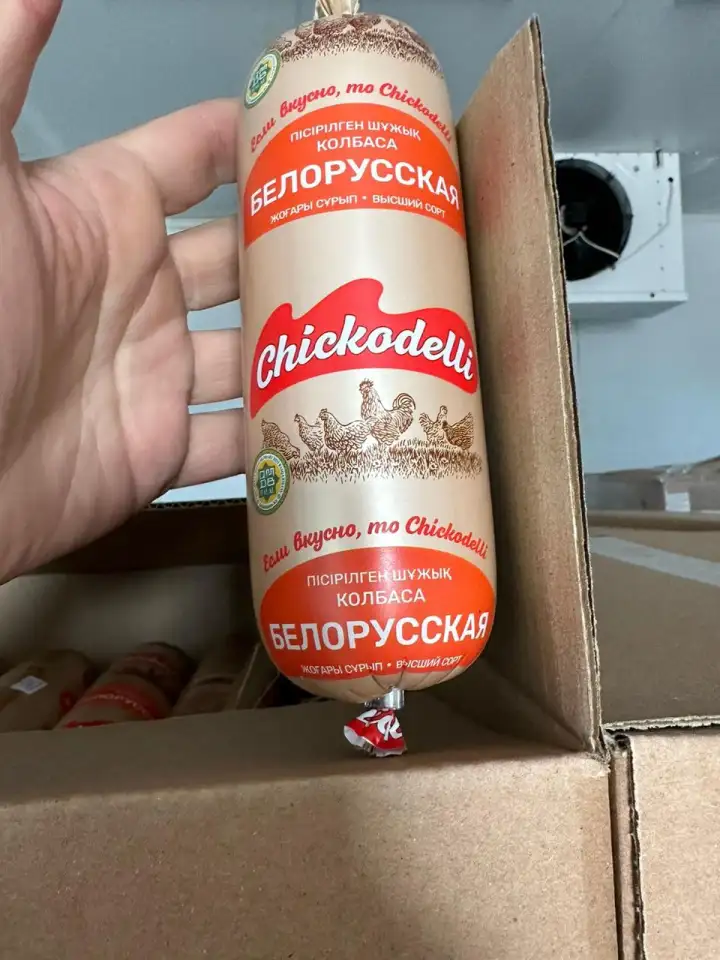 Если вкусно, то Chickodelli
ПІСІРІЛГЕН ШҰЖЫҚ
КОЛБАСА
БЕЛОРУССКАЯ
ЖОҒАРЫ СҰРЫП • ВЫСШИЙ СОРТ
Chickodelli
Если вкусно, то Chickodelli
ПІСІРІЛГЕН ШҰЖЫҚ
КОЛБАСА
БЕЛОРУССКАЯ
ЖОҒАРЫ СҰРЫП • ВЫСШИЙ СОРТ